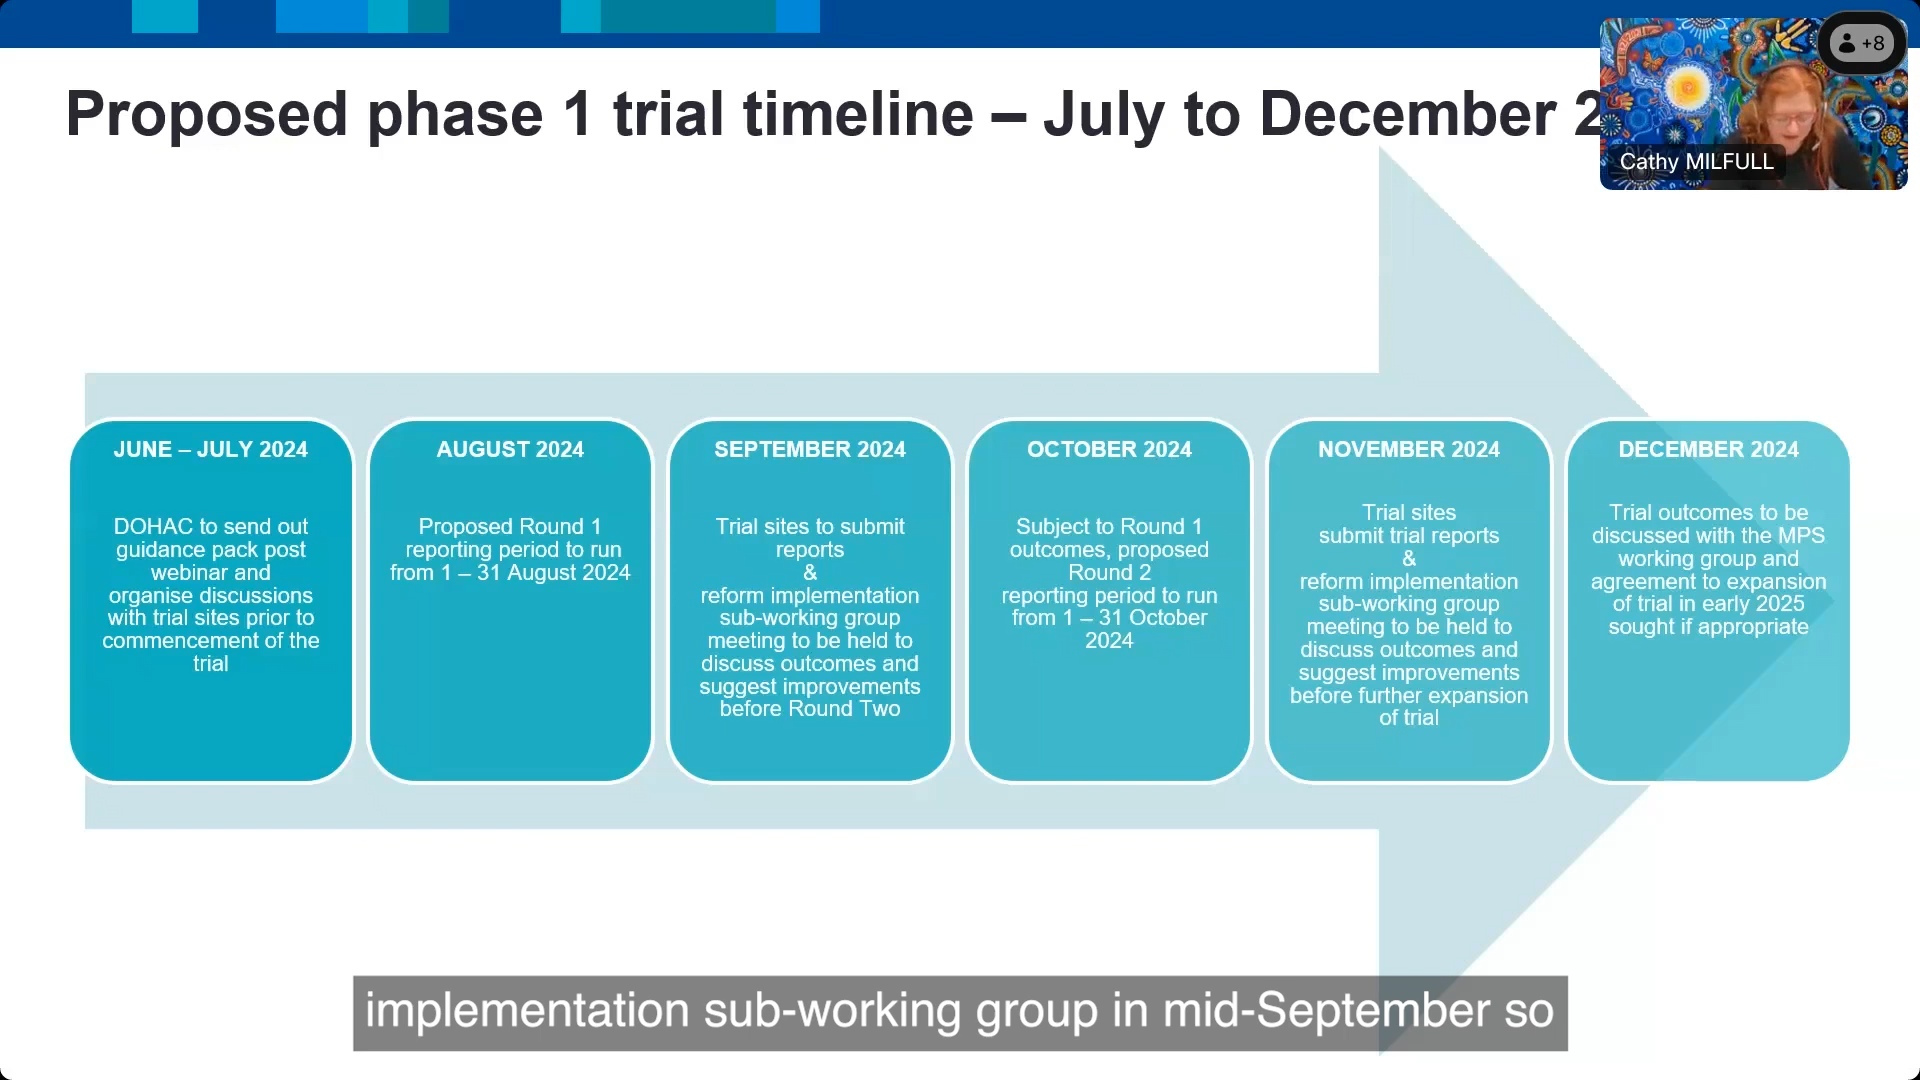 +8
Proposed phase 1 trial timeline – July to December 2
Cathy MILFULL
JUNE – JULY 2024
DOHAC to send out
guidance pack post
webinar and
organise discussions
with trial sites prior to
commencement of the
trial
AUGUST 2024
Proposed Round 1
reporting period to run
from 1 – 31 August 2024
SEPTEMBER 2024
Trial sites to submit
reports
&
reform implementation
sub-working group
meeting to be held to
discuss outcomes and
suggest improvements
before Round Two
OCTOBER 2024
Subject to Round 1
outcomes, proposed
Round 2
reporting period to run
from 1 – 31 October
2024
NOVEMBER 2024
Trial sites
submit trial reports
&
reform implementation
sub-working group
meeting to be held to
discuss outcomes and
suggest improvements
before further expansion
of trial
DECEMBER 2024
Trial outcomes to be
discussed with the MPS
working group and
agreement to expansion
of trial in early 2025
sought if appropriate
implementation sub-working group in mid-September so